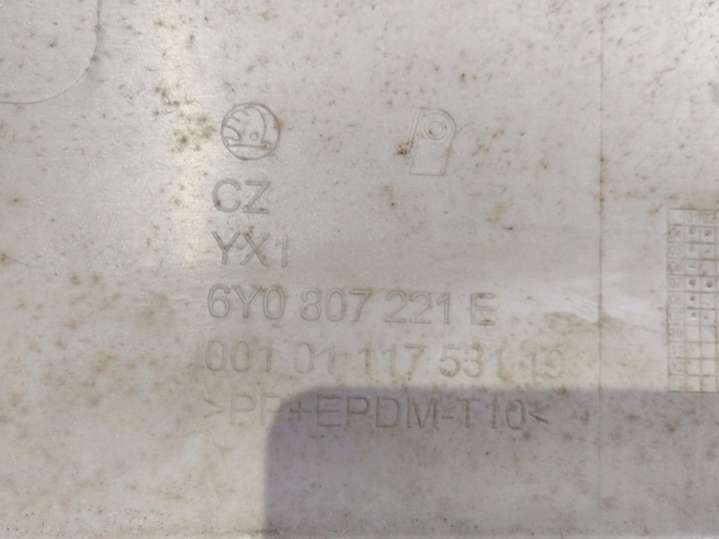 CZ
YX1
6Y0 807 221 E
001 01 117 531 19
>PP+EPDM-T10<